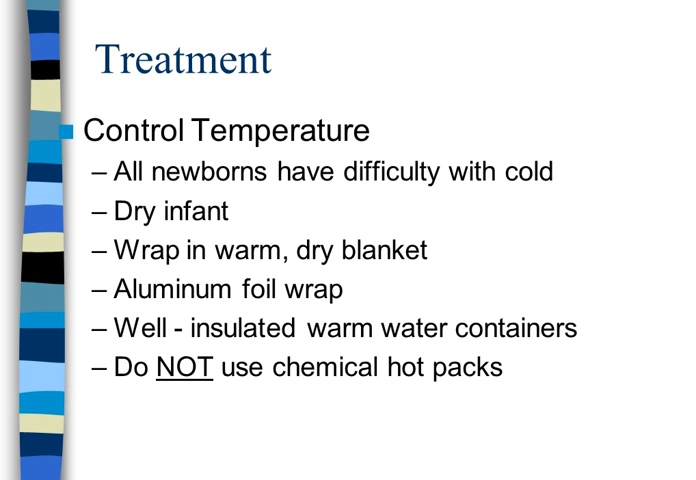 Treatment
Control Temperature
– All newborns have difficulty with cold
– Dry infant
– Wrap in warm, dry blanket
– Aluminum foil wrap
– Well - insulated warm water containers
– Do NOT use chemical hot packs